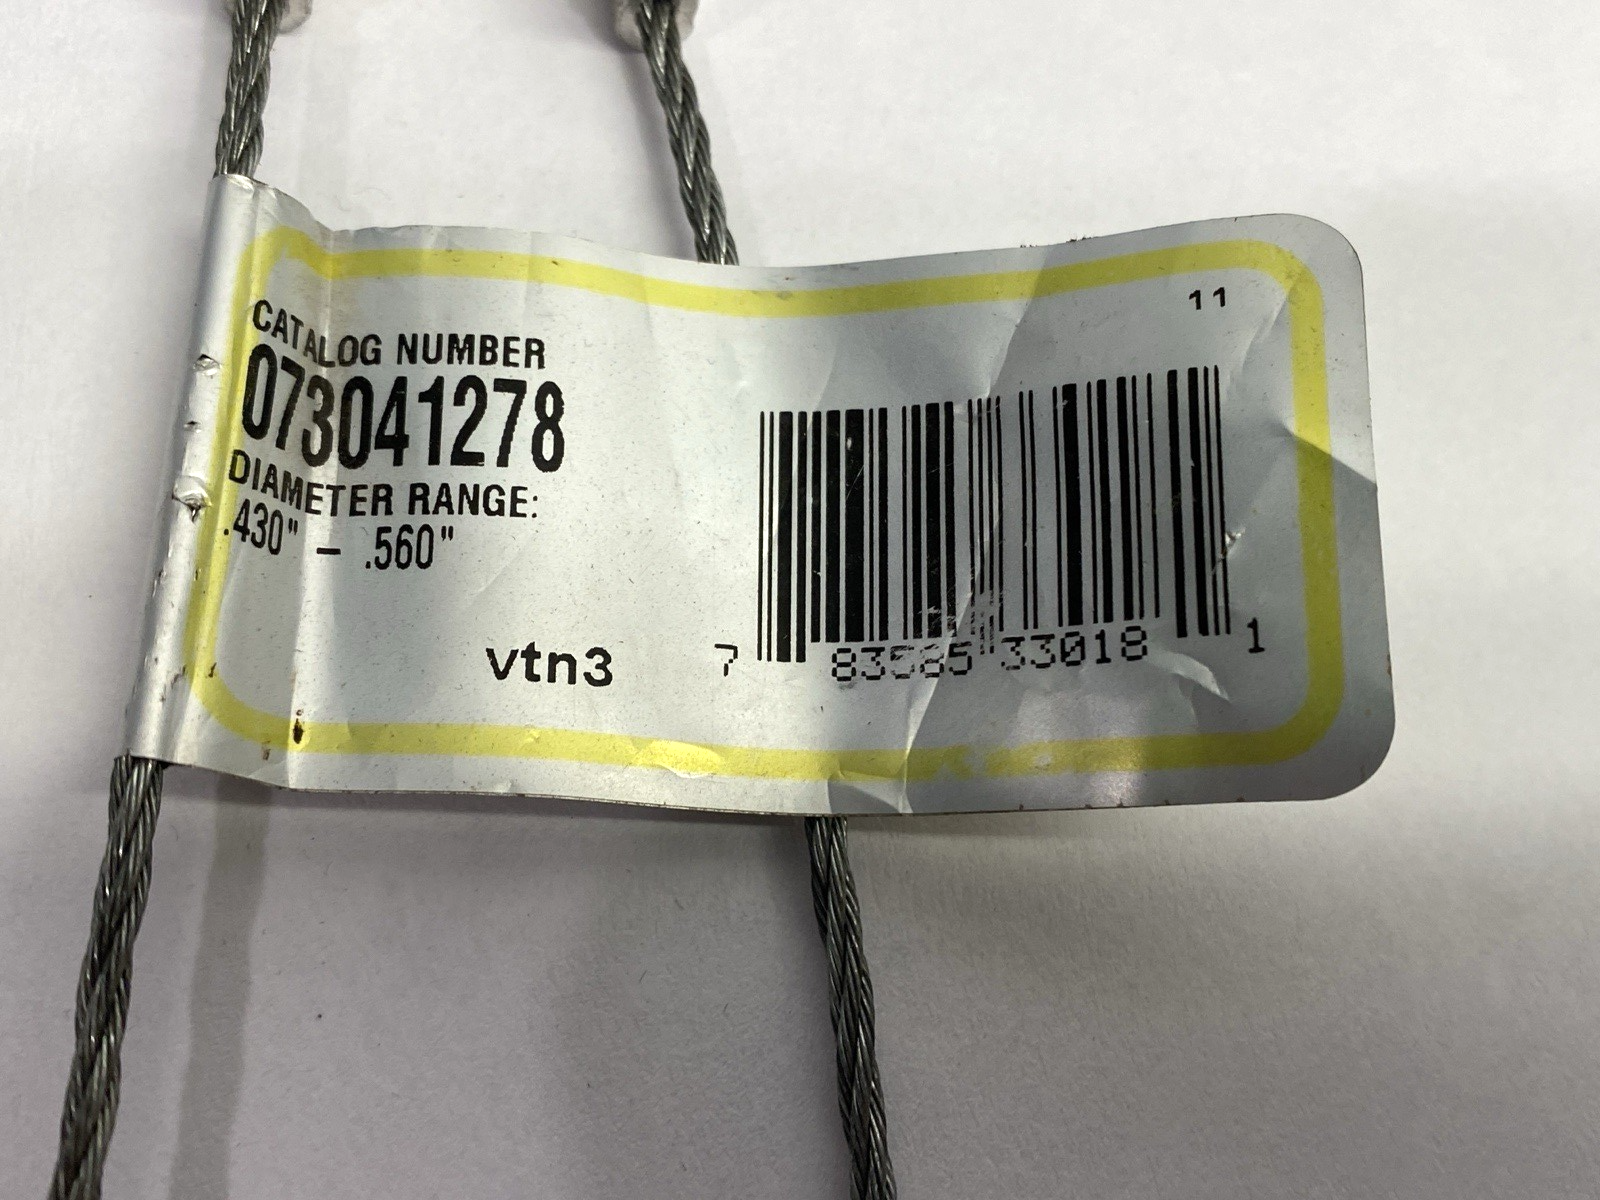 11
CATALOG NUMBER
073041278
DIAMETER RANGE:
.430" – .560"
vtn3
7 83585 33018 1